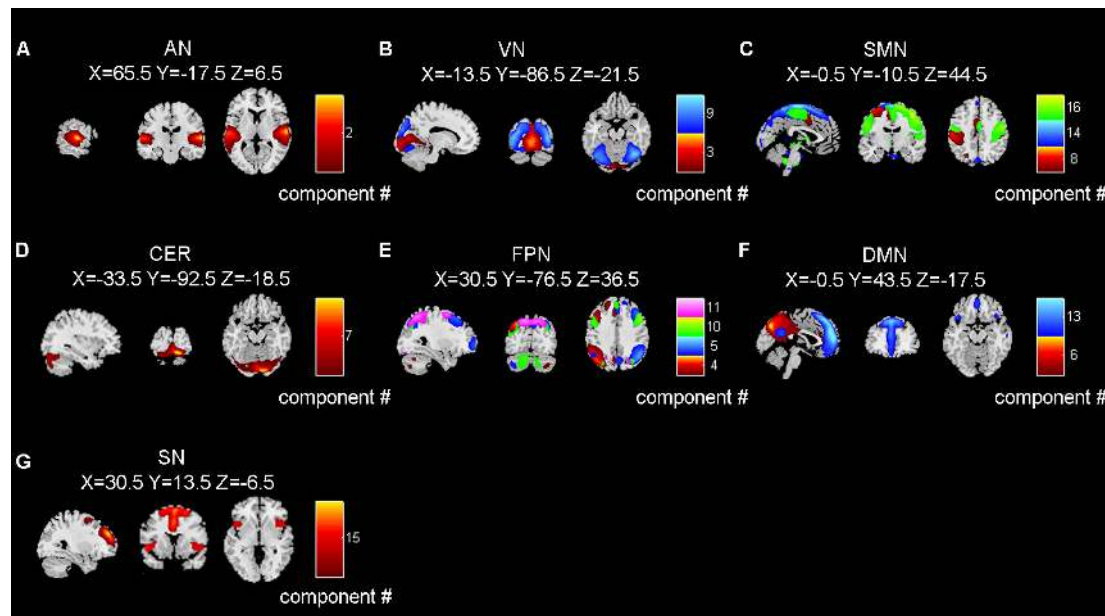 A
AN
X=65.5 Y=-17.5 Z=6.5
2
component #
B
VN
X=-13.5 Y=-86.5 Z=-21.5
9
3
component #
C
SMN
X=-0.5 Y=-10.5 Z=44.5
16
14
8
component #
D
CER
X=-33.5 Y=-92.5 Z=-18.5
7
component #
E
FPN
X=30.5 Y=-76.5 Z=36.5
11
10
5
4
component #
F
DMN
X=-0.5 Y=43.5 Z=-17.5
13
6
component #
G
SN
X=30.5 Y=13.5 Z=-6.5
15
component #